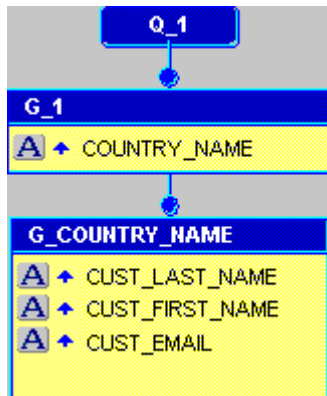 Q_1
G_1
A COUNTRY_NAME
G_COUNTRY_NAME
A CUST_LAST_NAME
A CUST_FIRST_NAME
A CUST_EMAIL